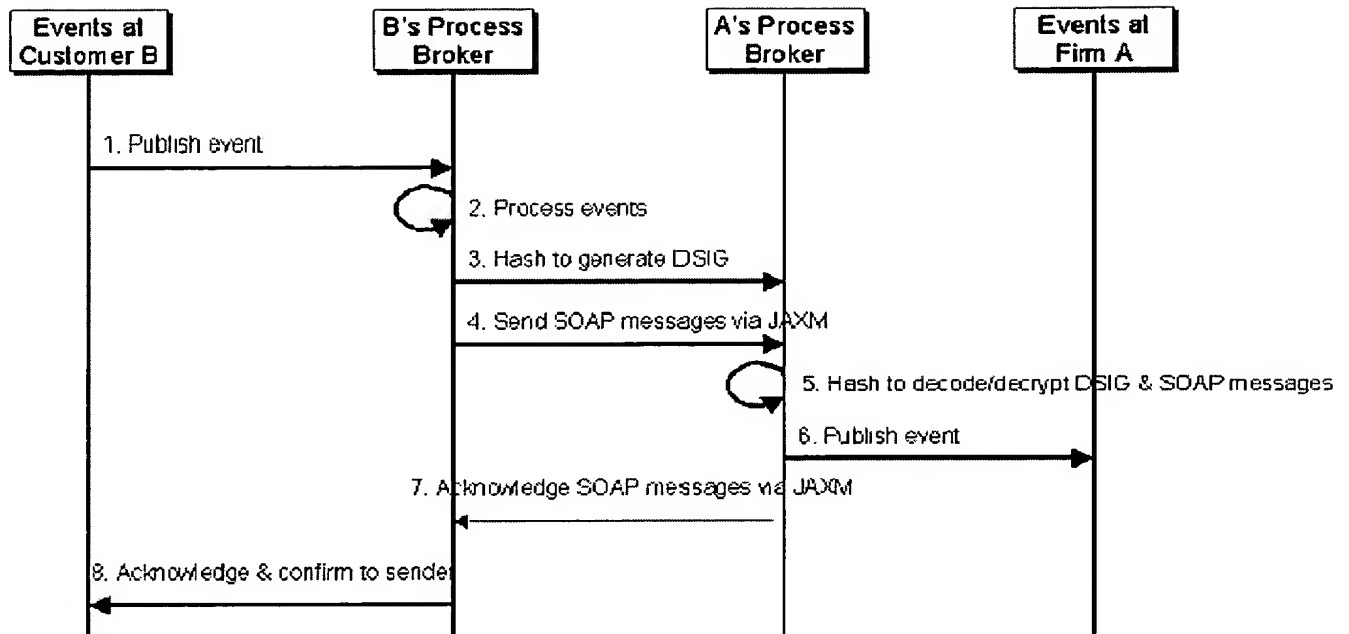 Events at
Customer B
B's Process
Broker
A's Process
Broker
Events at
Firm A
1. Publish event
2. Process events
3. Hash to generate DSIG
4. Send SOAP messages via JAXM
5. Hash to decode/decrypt DSIG & SOAP messages
6. Publish event
7. Acknowledge SOAP messages via JAXM
8. Acknowledge & confirm to sender